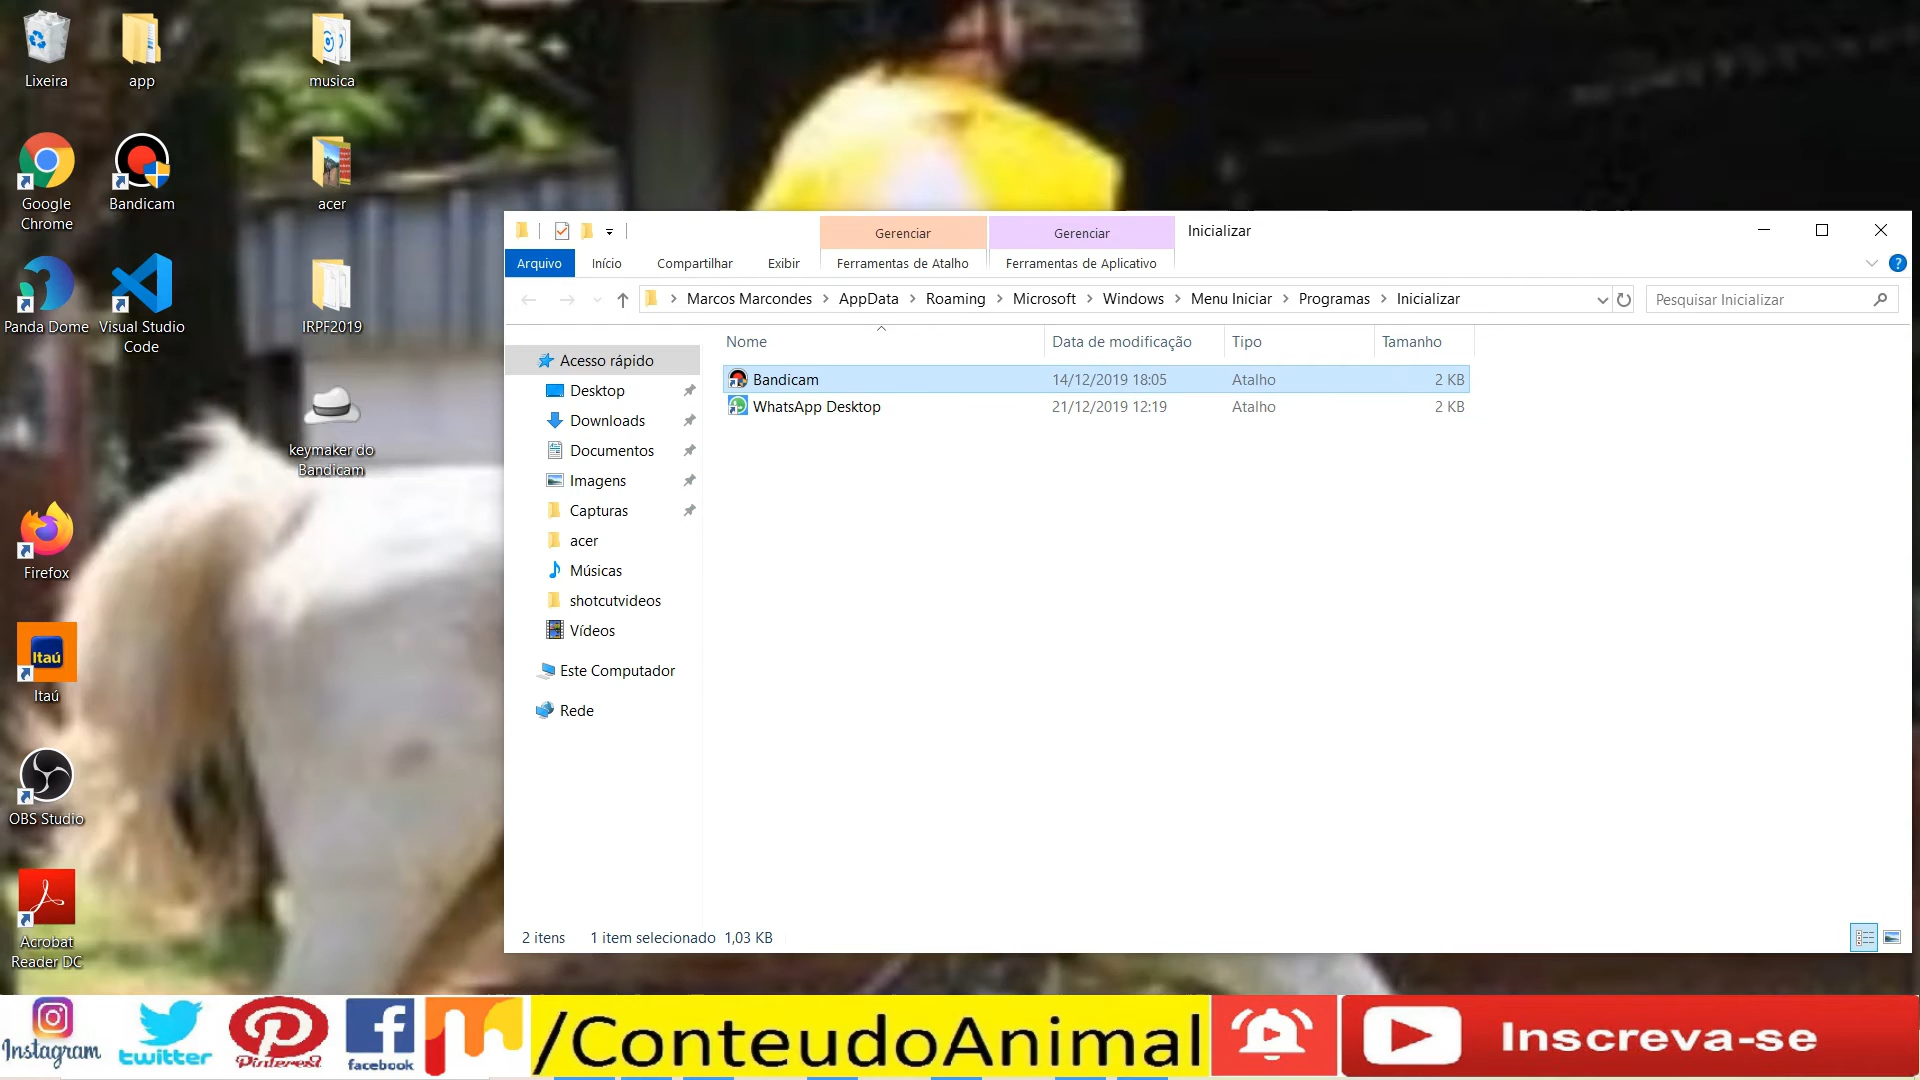 Lixeira
app
musica
Google
Chrome
Bandicam
acer
Panda Dome
Visual Studio
Code
IRPF2019
keymaker do
Bandicam
Firefox
Itaú
Itaú
OBS Studio
Acrobat
Reader DC
Gerenciar
Gerenciar
Inicializar
Arquivo
Início
Compartilhar
Exibir
Ferramentas de Atalho
Ferramentas de Aplicativo
?
Marcos Marcondes > AppData > Roaming > Microsoft > Windows > Menu Iniciar > Programas > Inicializar
Pesquisar Inicializar
Nome
Data de modificação
Tipo
Tamanho
Bandicam 14/12/2019 18:05 Atalho 2 KB
WhatsApp Desktop 21/12/2019 12:19 Atalho 2 KB
Acesso rápido
Desktop
Downloads
Documentos
Imagens
Capturas
acer
Músicas
shotcutvideos
Vídeos
Este Computador
Rede
2 itens
1 item selecionado 1,03 KB
Instagram
twitter
Pinterest
facebook
/ConteudoAnimal
Inscreva-se